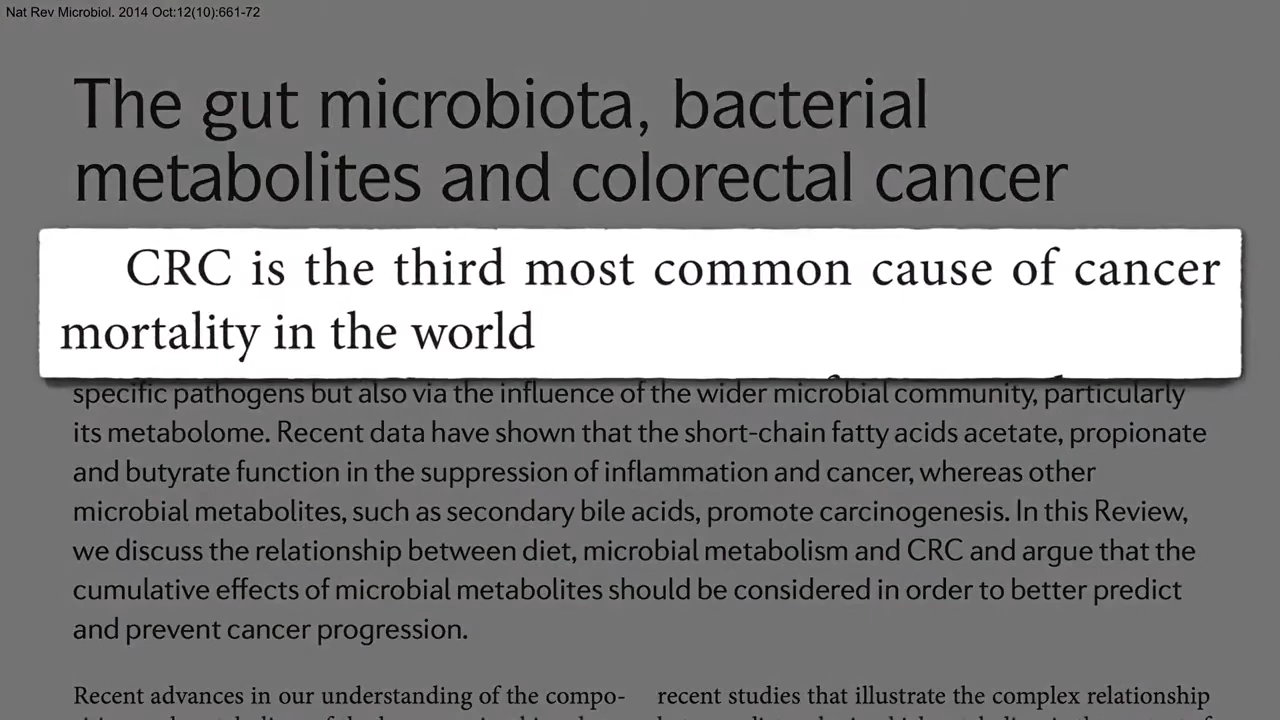 Nat Rev Microbiol. 2014 Oct:12(10):661-72
The gut microbiota, bacterial
metabolites and colorectal cancer
CRC is the third most common cause of cancer
mortality in the world
specific pathogens but also via the influence of the wider microbial community, particularly
its metabolome. Recent data have shown that the short-chain fatty acids acetate, propionate
and butyrate function in the suppression of inflammation and cancer, whereas other
microbial metabolites, such as secondary bile acids, promote carcinogenesis. In this Review,
we discuss the relationship between diet, microbial metabolism and CRC and argue that the
cumulative effects of microbial metabolites should be considered in order to better predict
and prevent cancer progression.
Recent advances in our understanding of the compo-
recent studies that illustrate the complex relationship